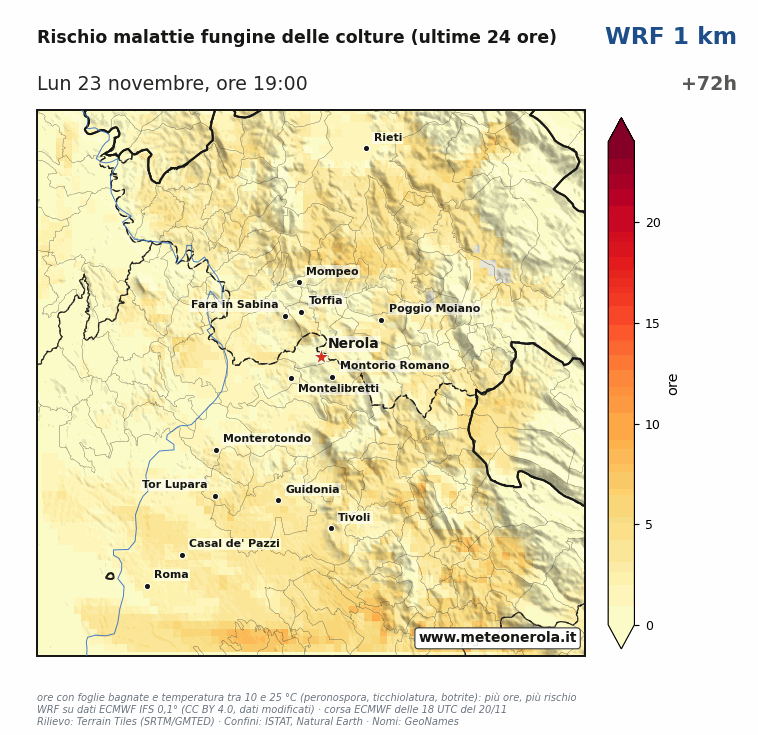 Rischio malattie fungine delle colture (ultime 24 ore)
WRF 1 km
Lun 23 novembre, ore 19:00
+72h
Rieti
Mompeo
Fara in Sabina
Toffia
Poggio Moiano
Nerola
Montorio Romano
Montelibretti
Monterotondo
Tor Lupara
Guidonia
Tivoli
Casal de' Pazzi
Roma
www.meteonerola.it
20
15
10
5
0
ore
ore con foglie bagnate e temperatura tra 10 e 25 °C (peronospora, ticchiolatura, botrite): più ore, più rischio
WRF su dati ECMWF IFS 0,1° (CC BY 4.0, dati modificati) · corsa ECMWF delle 18 UTC del 20/11
Rilievo: Terrain Tiles (SRTM/GMTED) · Confini: ISTAT, Natural Earth · Nomi: GeoNames